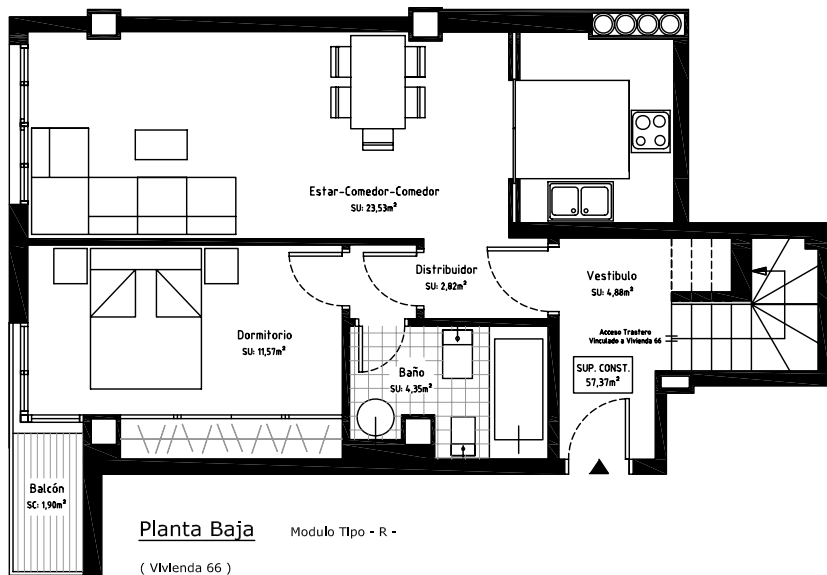 Estar-Comedor-Comedor
SU: 23,53m²
Distribuidor
SU: 2,82m²
Vestibulo
SU: 4,88m²
Dormitorio
SU: 11,57m²
Acceso Trastero
Vinculado a Vivienda 66
Baño
SU: 4,35m²
SUP. CONST.
57,37m²
Balcón
SC: 1,90m²
Planta Baja
Modulo Tipo - R -
( Vivienda 66 )